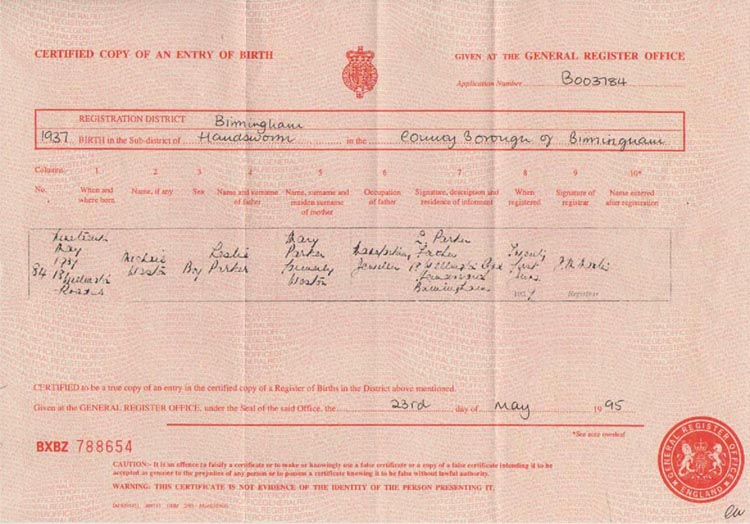 CERTIFIED COPY OF AN ENTRY OF BIRTH
GIVEN AT THE GENERAL REGISTER OFFICE
Application Number B003784
REGISTRATION DISTRICT Birmingham
1937 BIRTH in the Sub-district of Handsworth in the County Borough of Birmingham
Columns:- 1 2 3 4 5 6 7 8 9 10*
No. When and where born Name, if any Sex Name and surname of father Name, surname and maiden surname of mother Occupation of father Signature, description and residence of informant When registered Signature of registrar Name entered after registration
Nineteenth Mary L Parker
May Parker Father
84 Weston Boy Leslie Parker formerly Jeweller
Road Weston Birmingham 1937 Registrar
CERTIFIED to be a true copy of an entry in the certified copy of a Register of Births in the District above mentioned.
Given at the GENERAL REGISTER OFFICE, under the Seal of the said Office, the 23rd day of May 1995
*See note overleaf
BXBZ 788654
CAUTION:- It is an offence to falsify a certificate or to make or knowingly use a false certificate or a copy of a false certificate intending it to be
accepted as genuine to the prejudice of any person or to possess a certificate knowing it to be false without lawful authority.
WARNING: THIS CERTIFICATE IS NOT EVIDENCE OF THE IDENTITY OF THE PERSON PRESENTING IT.
GENERAL REGISTER OFFICE
ENGLAND